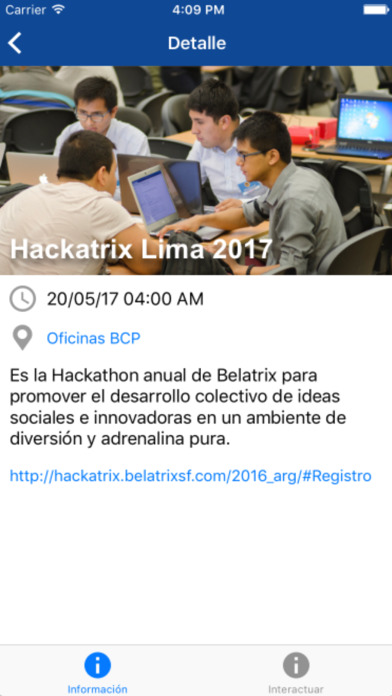 Carrier 4:09 PM
Detalle
Hackatrix Lima 2017
20/05/17 04:00 AM
Oficinas BCP
Es la Hackathon anual de Belatrix para
promover el desarrollo colectivo de ideas
sociales e innovadoras en un ambiente de
diversión y adrenalina pura.
http://hackatrix.belatrixsf.com/2016_arg/#Registro
Información Interactuar